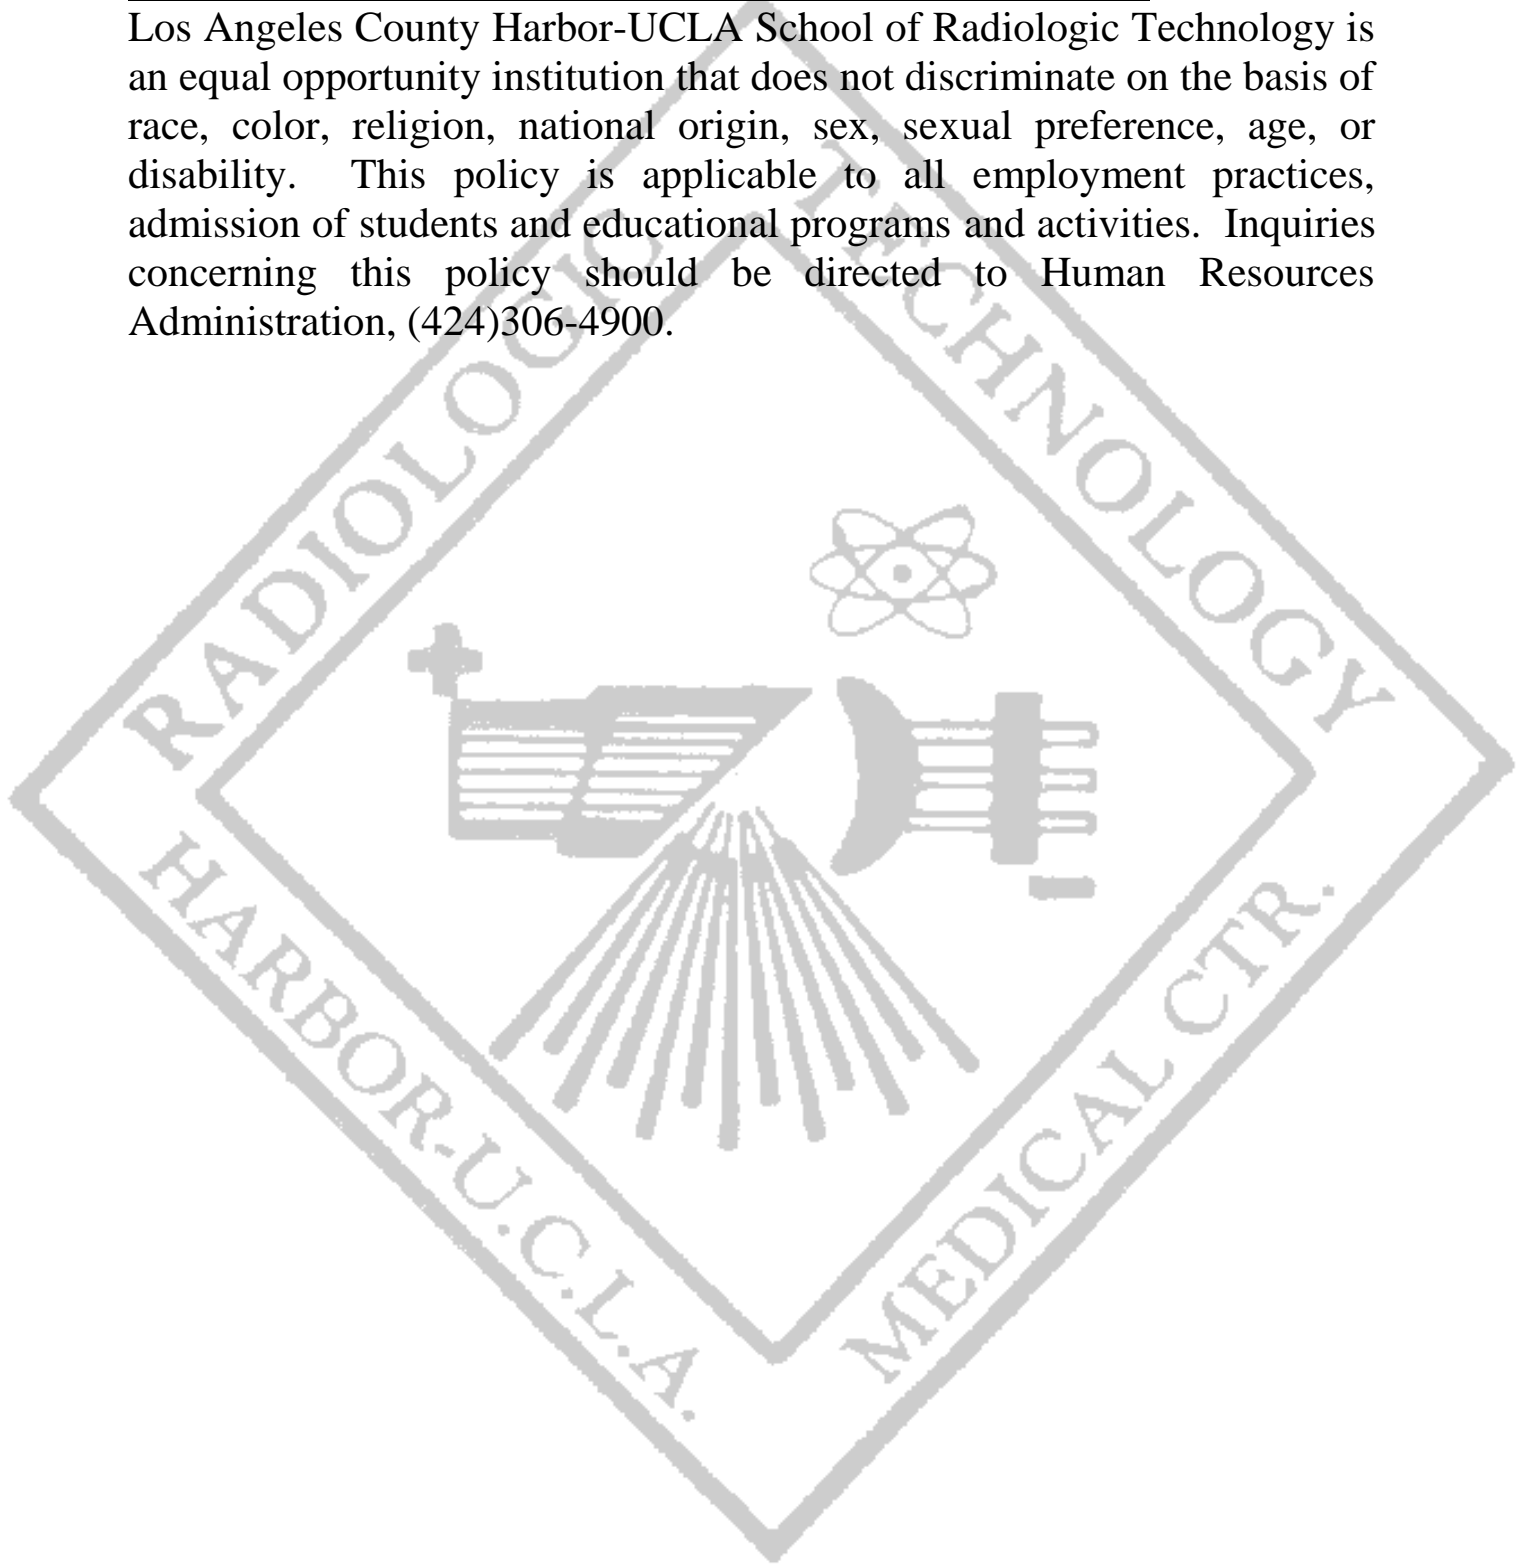 Los Angeles County Harbor-UCLA School of Radiologic Technology is
an equal opportunity institution that does not discriminate on the basis of
race, color, religion, national origin, sex, sexual preference, age, or
disability.  This policy is applicable to all employment practices,
admission of students and educational programs and activities.  Inquiries
concerning this policy should be directed to Human Resources
Administration, (424)306-4900.
RADIOLOGIC
TECHNOLOGY
HARBOR-U.C.L.A.
MEDICAL CTR.